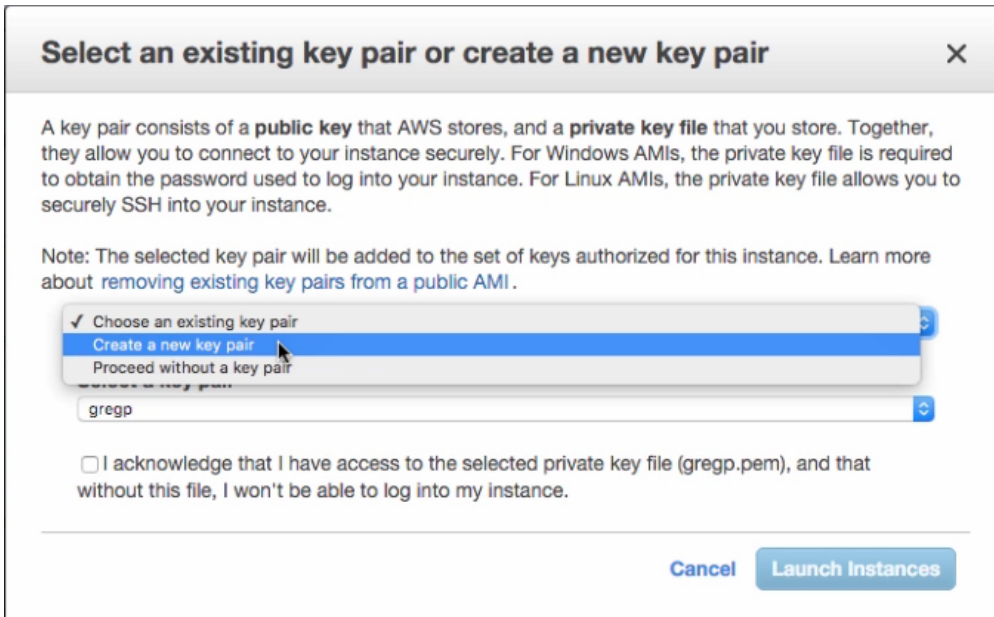 Select an existing key pair or create a new key pair
A key pair consists of a public key that AWS stores, and a private key file that you store. Together,
they allow you to connect to your instance securely. For Windows AMIs, the private key file is required
to obtain the password used to log into your instance. For Linux AMIs, the private key file allows you to
securely SSH into your instance.
Note: The selected key pair will be added to the set of keys authorized for this instance. Learn more
about removing existing key pairs from a public AMI.
✓ Choose an existing key pair
Create a new key pair
Proceed without a key pair
Select a key pair
gregp
I acknowledge that I have access to the selected private key file (gregp.pem), and that
without this file, I won't be able to log into my instance.
Cancel Launch Instances